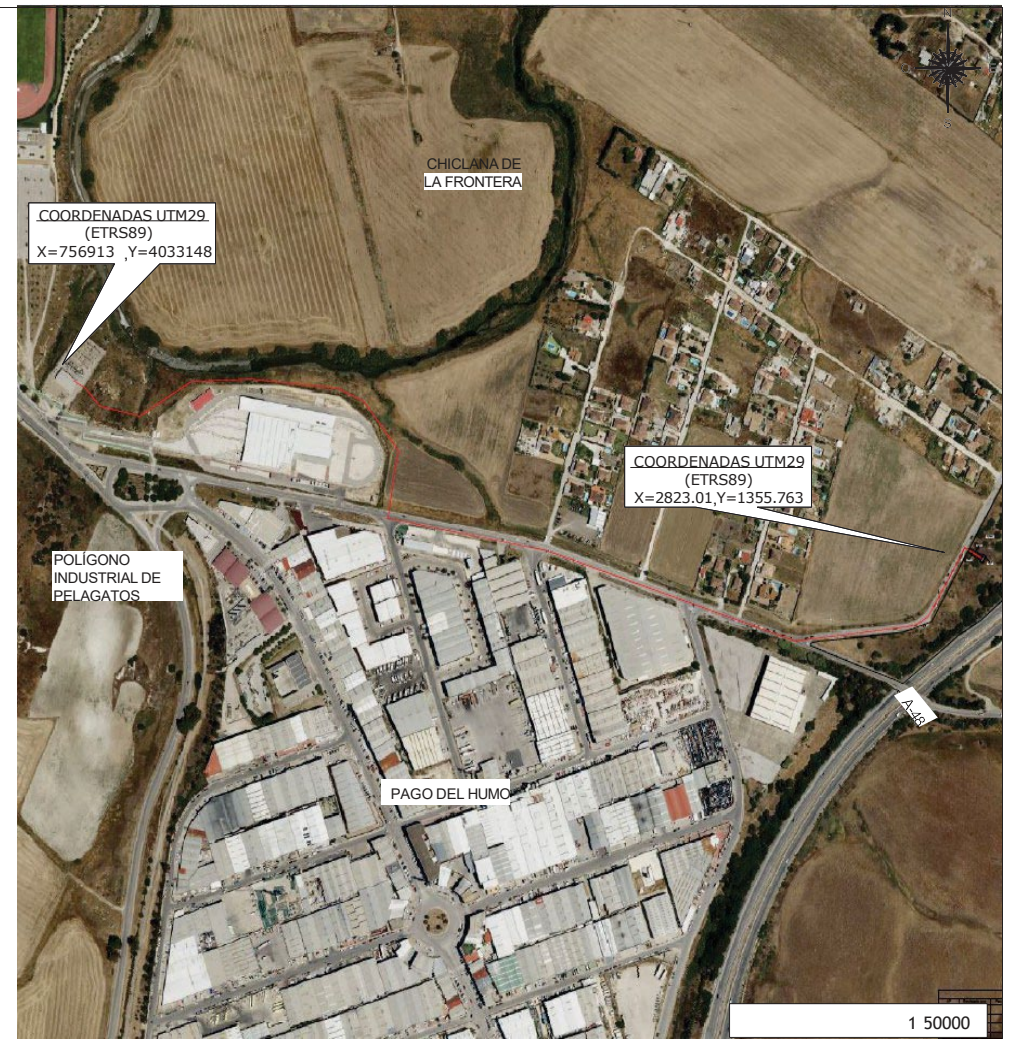 N
S
CHICLANA DE
LA FRONTERA
COORDENADAS UTM29
(ETRS89)
X=756913 ,Y=4033148
COORDENADAS UTM29
(ETRS89)
X=2823.01,Y=1355.763
POLÍGONO
INDUSTRIAL DE
PELAGATOS
A-48
PAGO DEL HUMO
1 50000